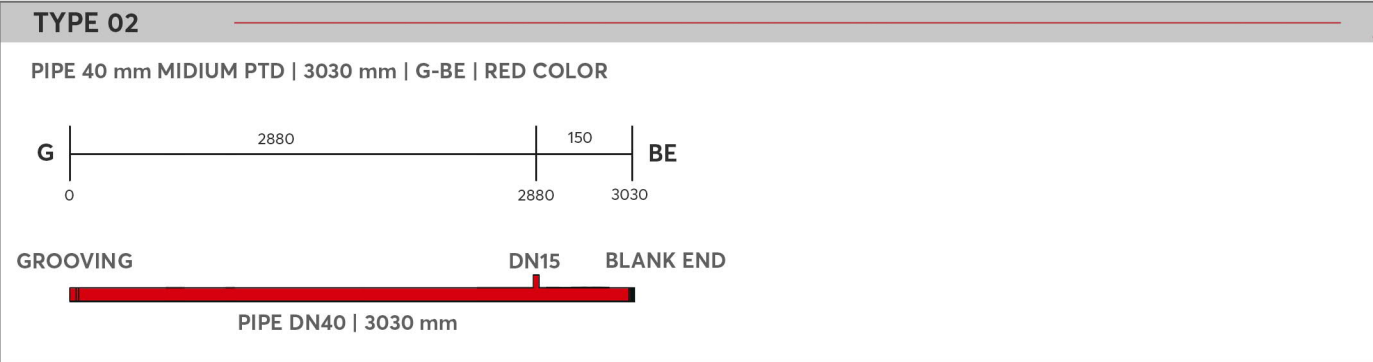 TYPE 02
PIPE 40 mm MIDIUM PTD | 3030 mm | G-BE | RED COLOR
2880 150
G BE
0 2880 3030
GROOVING DN15 BLANK END
PIPE DN40 | 3030 mm